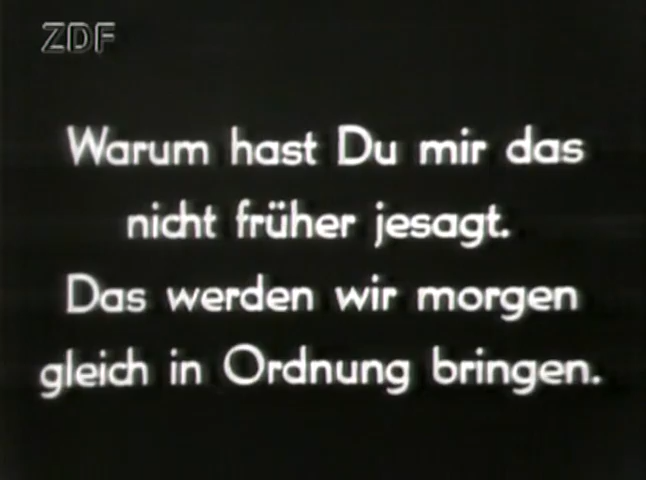 ZDF
Warum hast Du mir das
nicht früher jesagt.
Das werden wir morgen
gleich in Ordnung bringen.